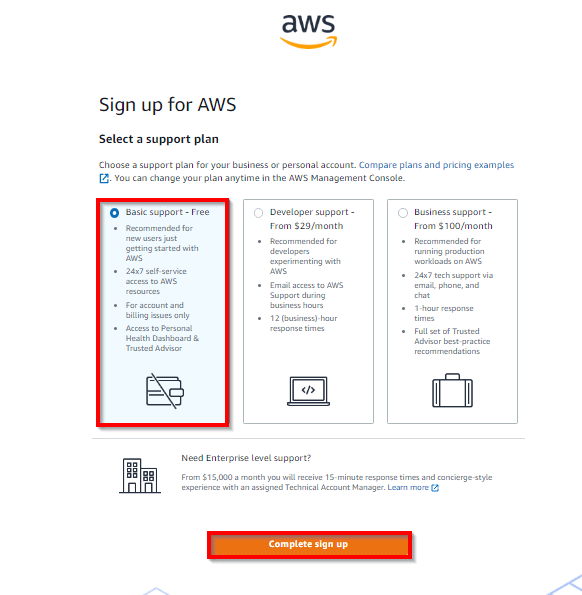 aws
Sign up for AWS
Select a support plan
Choose a support plan for your business or personal account. Compare plans and pricing examples
. You can change your plan anytime in the AWS Management Console.
Basic support - Free
Recommended for
new users just
getting started with
AWS
24x7 self-service
access to AWS
resources
For account and
billing issues only
Access to Personal
Health Dashboard &
Trusted Advisor
Developer support -
From $29/month
Recommended for
developers
experimenting with
AWS
Email access to AWS
Support during
business hours
12 (business)-hour
response times
</>
Business support -
From $100/month
Recommended for
running production
workloads on AWS
24x7 tech support via
email, phone, and
chat
1-hour response
times
Full set of Trusted
Advisor best-practice
recommendations
Need Enterprise level support?
From $15,000 a month you will receive 15-minute response times and concierge-style
experience with an assigned Technical Account Manager. Learn more
Complete sign up